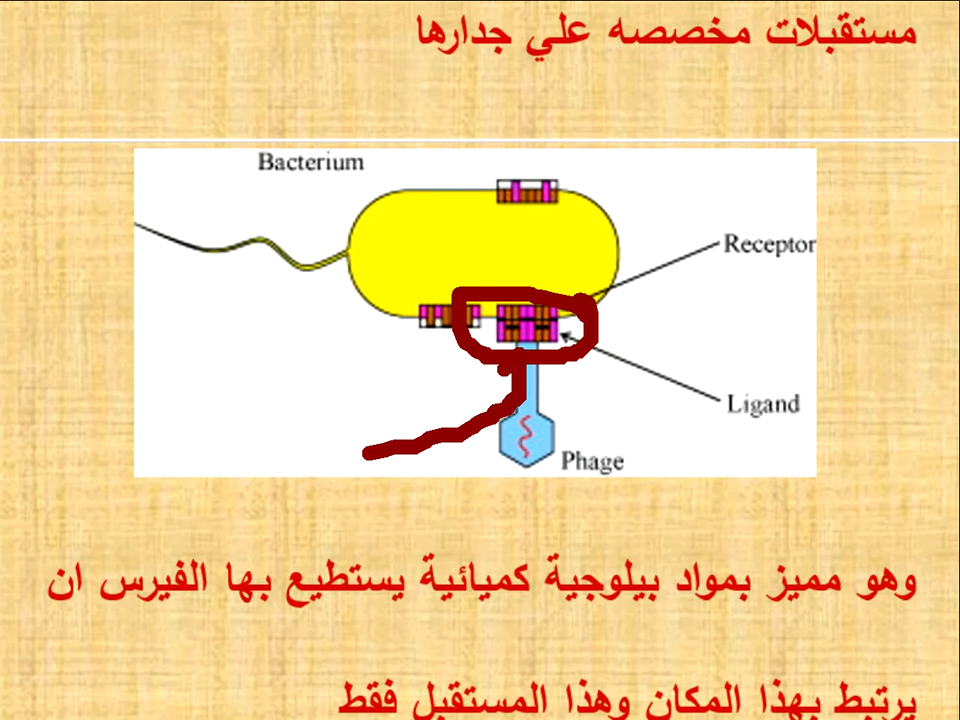 مستقبلات مخصصه علي جدارها
Bacterium
Receptor
Ligand
Phage
وهو مميز بمواد بيلوجية كميائية يستطيع بها الفيرس ان
يرتبط بهذا المكان وهذا المستقبل فقط